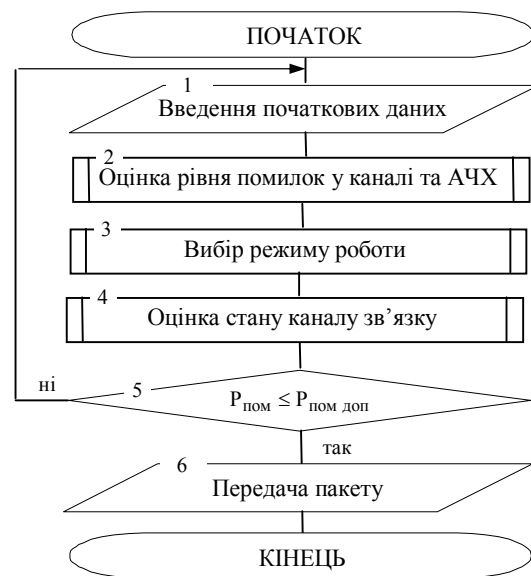 ПОЧАТОК
1
Введення початкових даних
2
Оцінка рівня помилок у каналі та АЧХ
3
Вибір режиму роботи
4
Оцінка стану каналу зв’язку
ні
5
Pпом ≤ Pпом доп
так
6
Передача пакету
КІНЕЦЬ